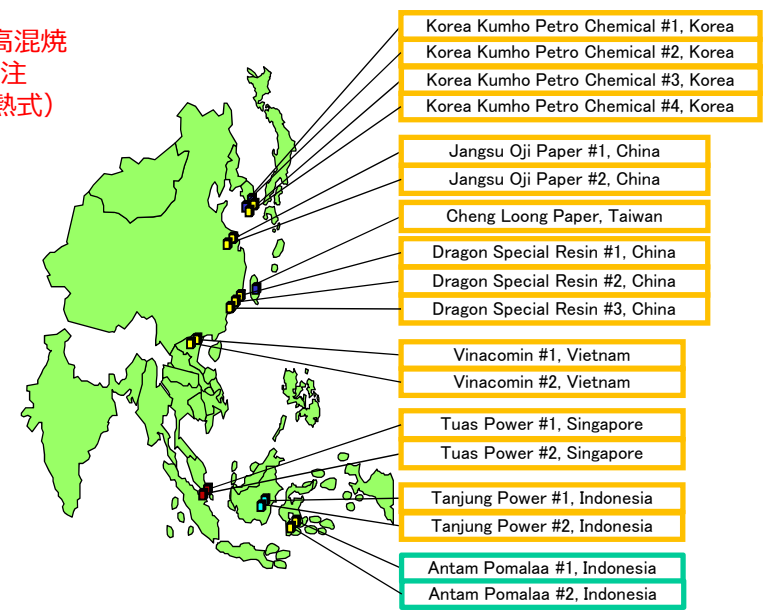 高混焼
注
熱式）
Korea Kumho Petro Chemical #1, Korea
Korea Kumho Petro Chemical #2, Korea
Korea Kumho Petro Chemical #3, Korea
Korea Kumho Petro Chemical #4, Korea
Jangsu Oji Paper #1, China
Jangsu Oji Paper #2, China
Cheng Loong Paper, Taiwan
Dragon Special Resin #1, China
Dragon Special Resin #2, China
Dragon Special Resin #3, China
Vinacomin #1, Vietnam
Vinacomin #2, Vietnam
Tuas Power #1, Singapore
Tuas Power #2, Singapore
Tanjung Power #1, Indonesia
Tanjung Power #2, Indonesia
Antam Pomalaa #1, Indonesia
Antam Pomalaa #2, Indonesia